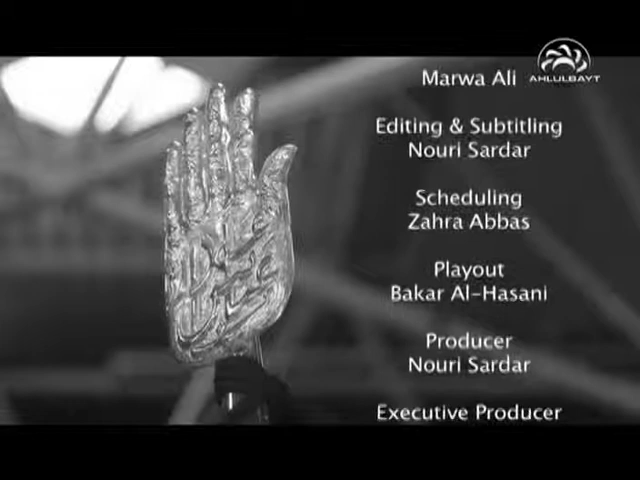 Marwa Ali
AHLULBAYT
Editing & Subtitling
Nouri Sardar
Scheduling
Zahra Abbas
Playout
Bakar Al-Hasani
Producer
Nouri Sardar
Executive Producer